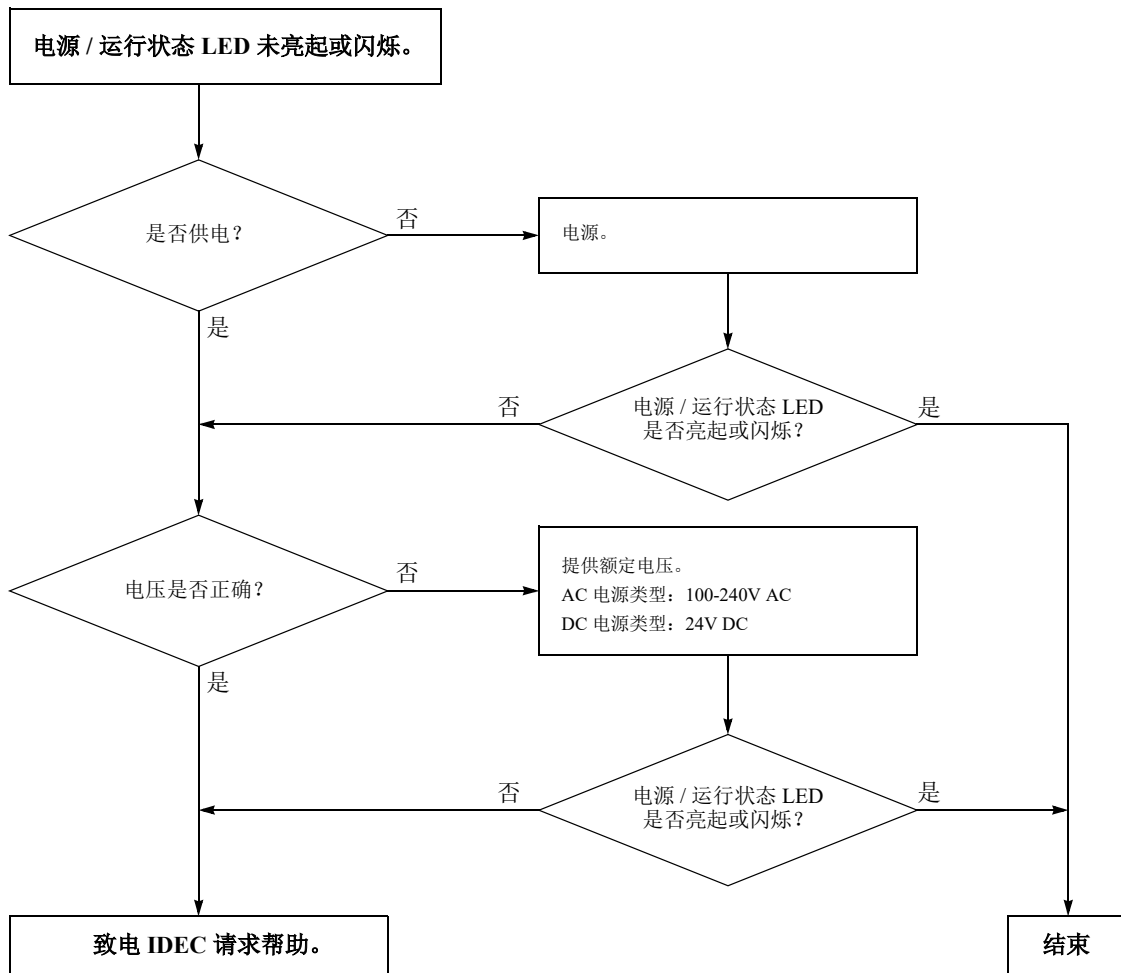 电源 / 运行状态 LED 未亮起或闪烁。
是否供电？
否
电源。
是
否
电源 / 运行状态 LED
是否亮起或闪烁？
是
电压是否正确？
否
提供额定电压。
AC 电源类型：100-240V AC
DC 电源类型：24V DC
是
否
电源 / 运行状态 LED
是否亮起或闪烁？
是
致电 IDEC 请求帮助。
结束